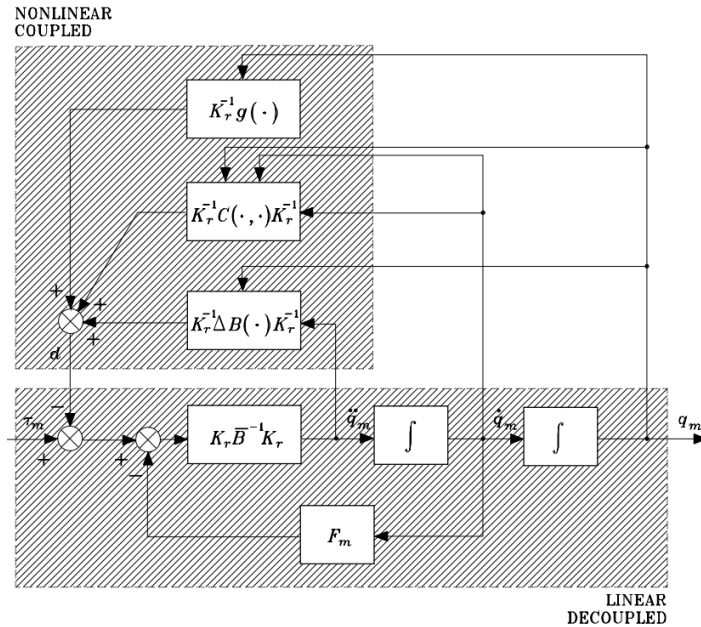 NONLINEAR
COUPLED
K_r^{-1} g(·)
K_r^{-1} C(·,·) K_r^{-1}
+
+
K_r^{-1} ΔB(·) K_r^{-1}
+
d
−
τ_m
+
+
−
K_r B̄^{-1} K_r
q̈_m
∫
q̇_m
∫
q_m
F_m
LINEAR
DECOUPLED